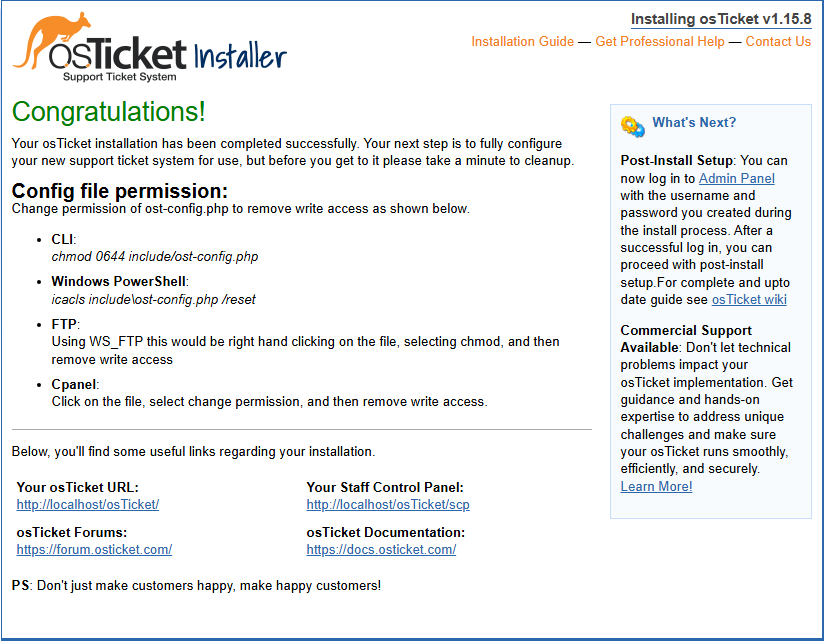 osTicket Installer
Support Ticket System
Installing osTicket v1.15.8
Installation Guide — Get Professional Help — Contact Us
Congratulations!
Your osTicket installation has been completed successfully. Your next step is to fully configure
your new support ticket system for use, but before you get to it please take a minute to cleanup.
Config file permission:
Change permission of ost-config.php to remove write access as shown below.
• CLI:
chmod 0644 include/ost-config.php
• Windows PowerShell:
icacls include\ost-config.php /reset
• FTP:
Using WS_FTP this would be right hand clicking on the file, selecting chmod, and then
remove write access
• Cpanel:
Click on the file, select change permission, and then remove write access.
Below, you'll find some useful links regarding your installation.
Your osTicket URL:
http://localhost/osTicket/
Your Staff Control Panel:
http://localhost/osTicket/scp
osTicket Forums:
https://forum.osticket.com/
osTicket Documentation:
https://docs.osticket.com/
PS: Don't just make customers happy, make happy customers!
What's Next?
Post-Install Setup: You can
now log in to Admin Panel
with the username and
password you created during
the install process. After a
successful log in, you can
proceed with post-install
setup.For complete and upto
date guide see osTicket wiki
Commercial Support
Available: Don't let technical
problems impact your
osTicket implementation. Get
guidance and hands-on
expertise to address unique
challenges and make sure
your osTicket runs smoothly,
efficiently, and securely.
Learn More!